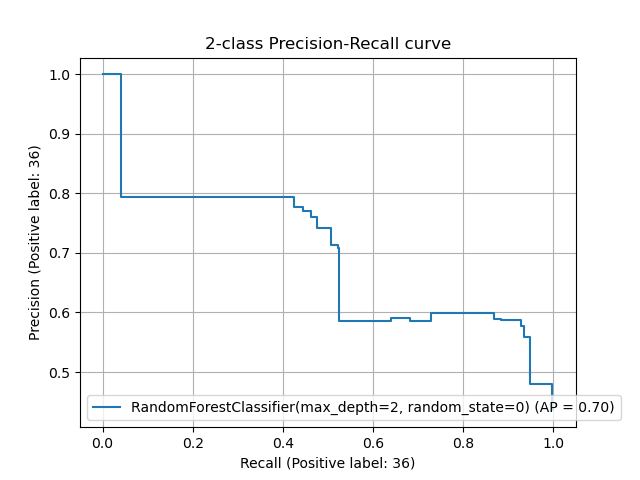 2-class Precision-Recall curve
1.0
0.9
0.8
0.7
0.6
0.5
Precision (Positive label: 36)
RandomForestClassifier(max_depth=2, random_state=0) (AP = 0.70)
0.0 0.2 0.4 0.6 0.8 1.0
Recall (Positive label: 36)